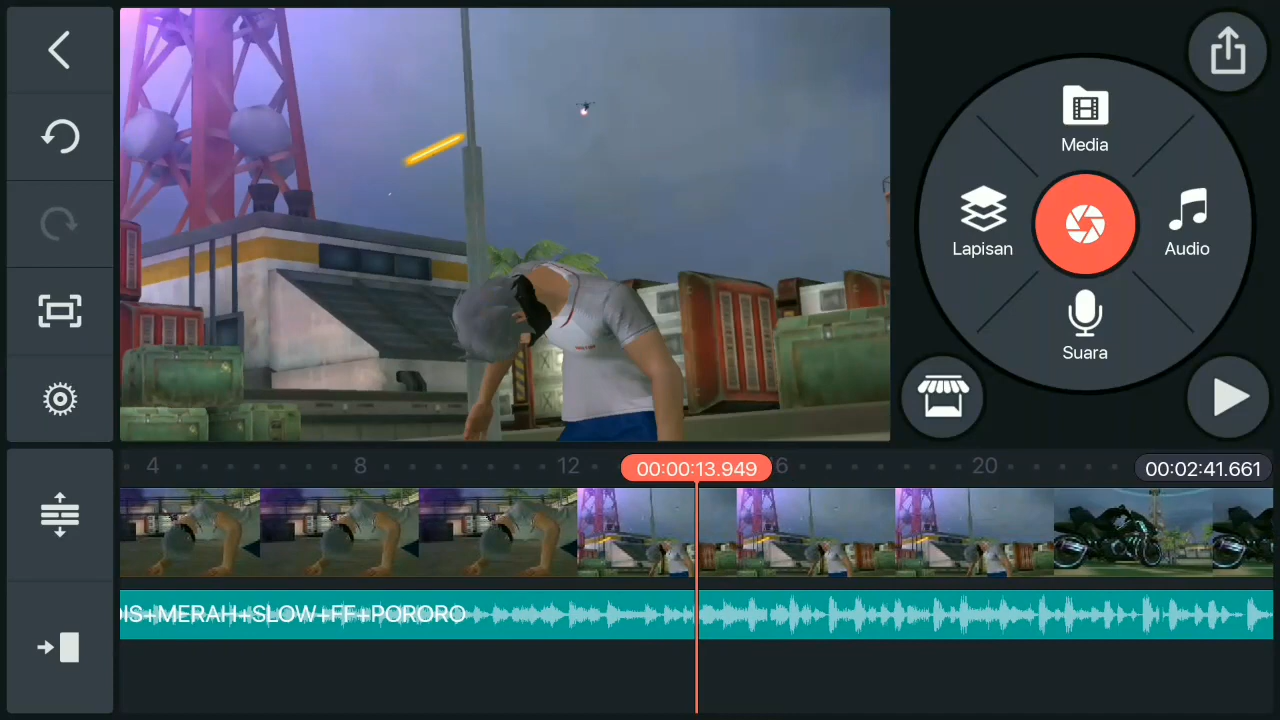 Media
Lapisan
Audio
Suara
4
8
12
00:00:13.949
6
20
00:02:41.661
IS+MERAH+SLOW+FF+PORORO